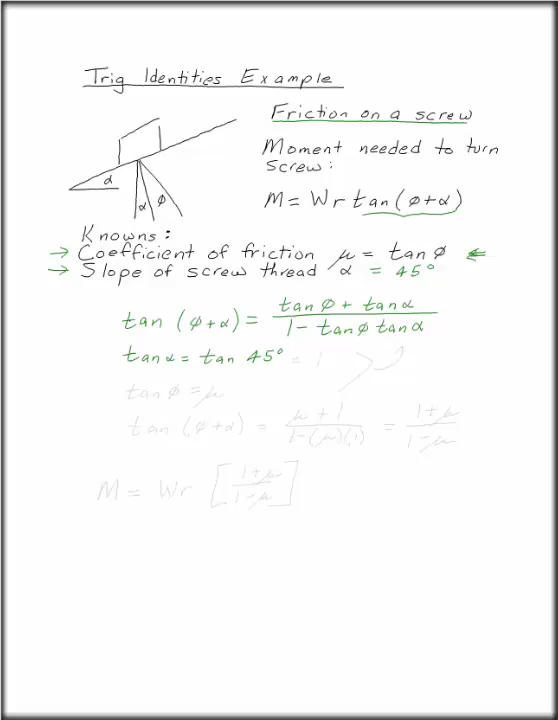 Trig Identities Example
Friction on a screw
Moment needed to turn
screw:
M = Wr tan(φ+α)
α
α φ
Knowns:
→ Coefficient of friction μ = tan φ ←
→ Slope of screw thread α = 45°
tan (φ+α) = (tan φ + tan α) / (1 - tan φ tan α)
tan α = tan 45° = 1
tan φ = μ
tan (φ+α) = (μ + 1) / (1-(μ)(1)) = (1+μ) / (1-μ)
M = Wr [(1+μ) / (1-μ)]